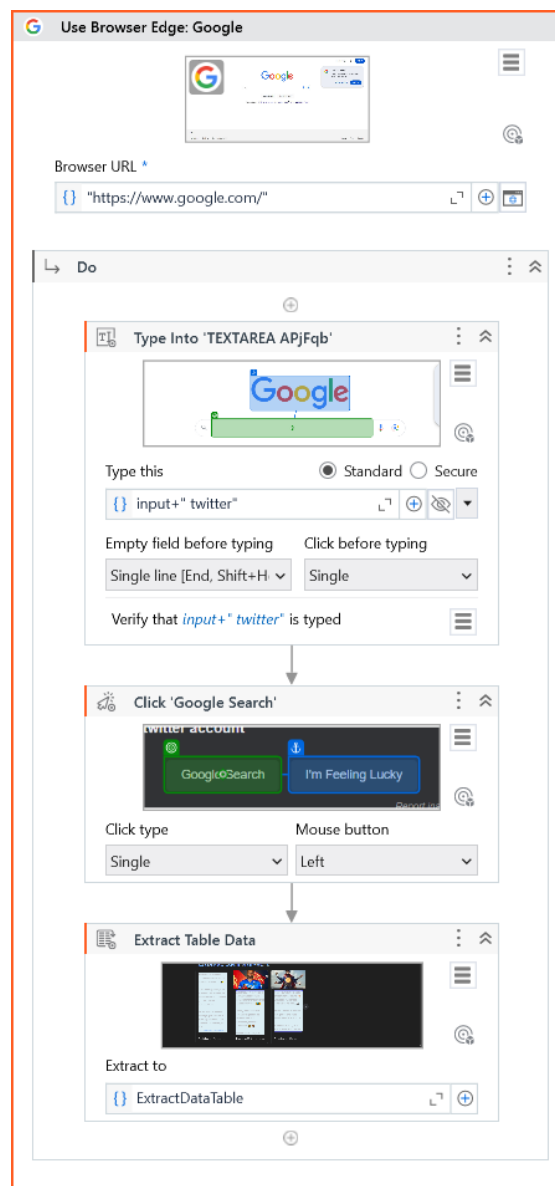 Use Browser Edge: Google
Google
Browser URL *
{} "https://www.google.com/"
Do
Type Into 'TEXTAREA APjFqb'
Google
Type this
Standard Secure
{} input+" twitter"
Empty field before typing Click before typing
Single line [End, Shift+H Single
Verify that input+" twitter" is typed
Click 'Google Search'
twitter account
Google Search I'm Feeling Lucky
Report in
Click type Mouse button
Single Left
Extract Table Data
Extract to
{} ExtractDataTable